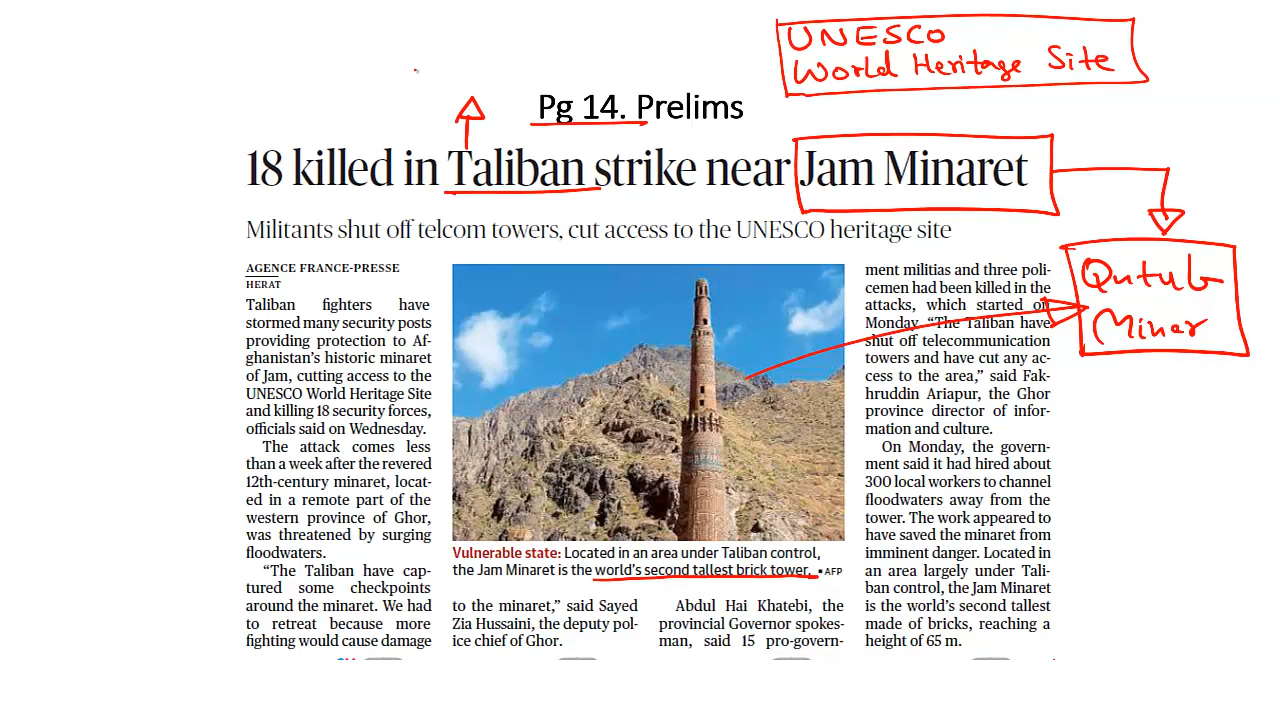 UNESCO
World Heritage Site
Pg 14. Prelims
18 killed in Taliban strike near Jam Minaret
Militants shut off telcom towers, cut access to the UNESCO heritage site
Qutub
Minar
AGENCE FRANCE-PRESSE
HERAT
Taliban fighters have
stormed many security posts
providing protection to Af-
ghanistan's historic minaret
of Jam, cutting access to the
UNESCO World Heritage Site
and killing 18 security forces,
officials said on Wednesday.
The attack comes less
than a week after the revered
12th-century minaret, locat-
ed in a remote part of the
western province of Ghor,
was threatened by surging
floodwaters.
"The Taliban have cap-
tured some checkpoints
around the minaret. We had
to retreat because more
fighting would cause damage
Vulnerable state: Located in an area under Taliban control,
the Jam Minaret is the world's second tallest brick tower. ▪ AFP
to the minaret," said Sayed
Zia Hussaini, the deputy pol-
ice chief of Ghor.
Abdul Hai Khatebi, the
provincial Governor spokes-
man, said 15 pro-govern-
ment militias and three poli-
cemen had been killed in the
attacks, which started on
Monday. "The Taliban have
shut off telecommunication
towers and have cut any ac-
cess to the area," said Fak-
hruddin Ariapur, the Ghor
province director of infor-
mation and culture.
On Monday, the govern-
ment said it had hired about
300 local workers to channel
floodwaters away from the
tower. The work appeared to
have saved the minaret from
imminent danger. Located in
an area largely under Tali-
ban control, the Jam Minaret
is the world's second tallest
made of bricks, reaching a
height of 65 m.